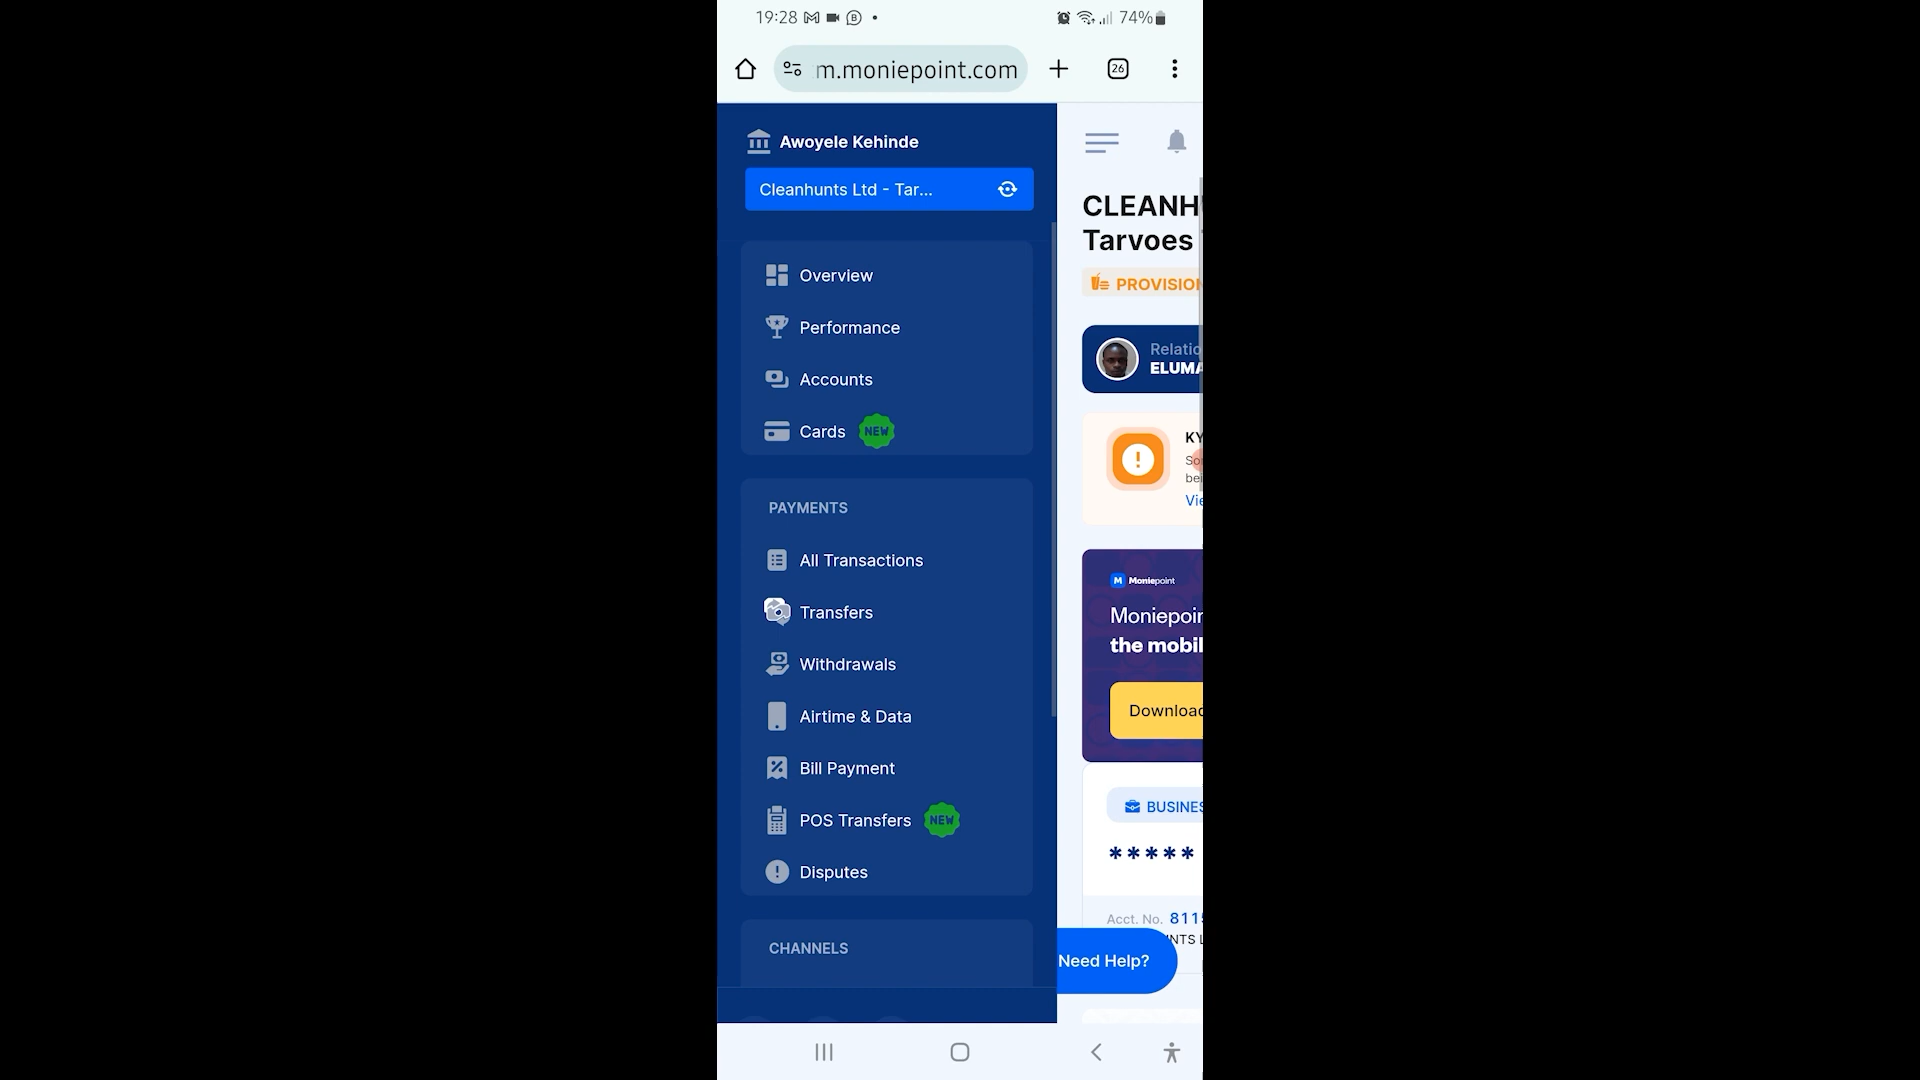 19:28
74%
m.moniepoint.com
26
Awoyele Kehinde
Cleanhunts Ltd - Tar...
Overview
Performance
Accounts
Cards NEW
PAYMENTS
All Transactions
Transfers
Withdrawals
Airtime & Data
Bill Payment
POS Transfers NEW
Disputes
CHANNELS
CLEANH
Tarvoes
PROVISION
Relatio
ELUMA
KY
So
be
Vie
Moniepoint
Moniepoin
the mobil
Download
BUSINES
*****
Acct. No. 8115
NTS L
Need Help?